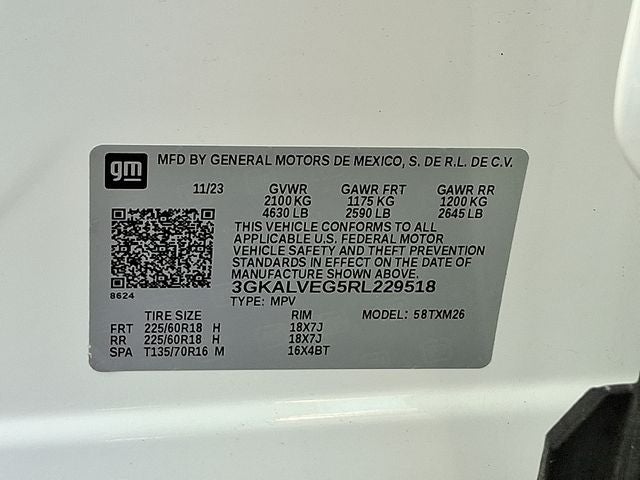 gm MFD BY GENERAL MOTORS DE MEXICO, S. DE R.L. DE C.V.
11/23 GVWR GAWR FRT GAWR RR
2100 KG 1175 KG 1200 KG
4630 LB 2590 LB 2645 LB
THIS VEHICLE CONFORMS TO ALL
APPLICABLE U.S. FEDERAL MOTOR
VEHICLE SAFETY AND THEFT PREVENTION
STANDARDS IN EFFECT ON THE DATE OF
MANUFACTURE SHOWN ABOVE.
3GKALVEG5RL229518
8624
TYPE: MPV
TIRE SIZE RIM MODEL: 58TXM26
FRT 225/60R18 H 18X7J
RR 225/60R18 H 18X7J
SPA T135/70R16 M 16X4BT